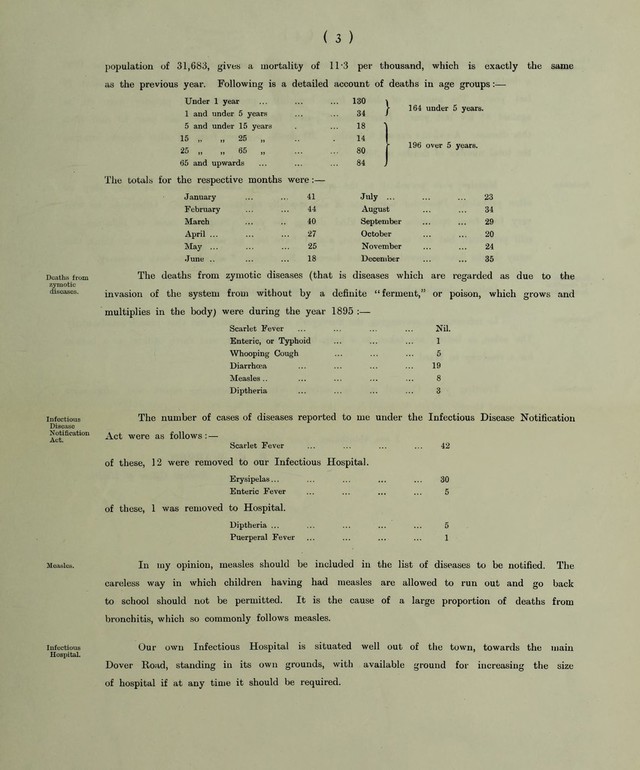 ( 3 )
population of 31,683, gives a mortality of 11·3 per thousand, which is exactly the same
as the previous year. Following is a detailed account of deaths in age groups:—
Under 1 year ... ... ... 130
1 and under 5 years ... ... 34
164 under 5 years.
5 and under 15 years . ... 18
15 „ „ 25 „ .. . 14
25 „ „ 65 „ ... ... 80
65 and upwards ... ... ... 84
196 over 5 years.
The totals for the respective months were:—
January ... ... 41 July ... ... ... 23
February ... ... 44 August ... ... 34
March ... .. 40 September ... ... 29
April ... ... ... 27 October ... ... 20
May ... ... ... 25 November ... ... 24
June .. ... ... 18 December ... ... 35
Deaths from
zymotic
diseases.
The deaths from zymotic diseases (that is diseases which are regarded as due to the
invasion of the system from without by a definite “ferment,” or poison, which grows and
multiplies in the body) were during the year 1895:—
Scarlet Fever ... ... ... ... Nil.
Enteric, or Typhoid ... ... ... 1
Whooping Cough ... ... ... 5
Diarrhœa ... ... ... ... 19
Measles .. ... ... ... ... 8
Diptheria ... ... ... ... 3
Infectious
Disease
Notification
Act.
The number of cases of diseases reported to me under the Infectious Disease Notification
Act were as follows:—
Scarlet Fever ... ... ... ... 42
of these, 12 were removed to our Infectious Hospital.
Erysipelas... ... ... ... ... 30
Enteric Fever ... ... ... ... 5
of these, 1 was removed to Hospital.
Diptheria ... ... ... ... ... 5
Puerperal Fever ... ... ... ... 1
Measles.
In my opinion, measles should be included in the list of diseases to be notified. The
careless way in which children having had measles are allowed to run out and go back
to school should not be permitted. It is the cause of a large proportion of deaths from
bronchitis, which so commonly follows measles.
Infectious
Hospital.
Our own Infectious Hospital is situated well out of the town, towards the main
Dover Road, standing in its own grounds, with available ground for increasing the size
of hospital if at any time it should be required.